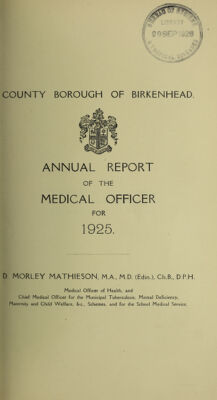 LIBRARY
COUNTY BOROUGH OF BIRKENHEAD.
ANNUAL REPORT
OF THE
MEDICAL OFFICER
FOR
1925.
D. MORLEY MATHIESON, M.A., M.D. (Edin.), Ch.B., D.P.H.
Medical Officer of Health, and
Chief Medical Officer for the Municipal Tuberculosis, Mental Deficiency,
Maternity and Child Welfare, &c., Schemes, and for the School Medical Service.